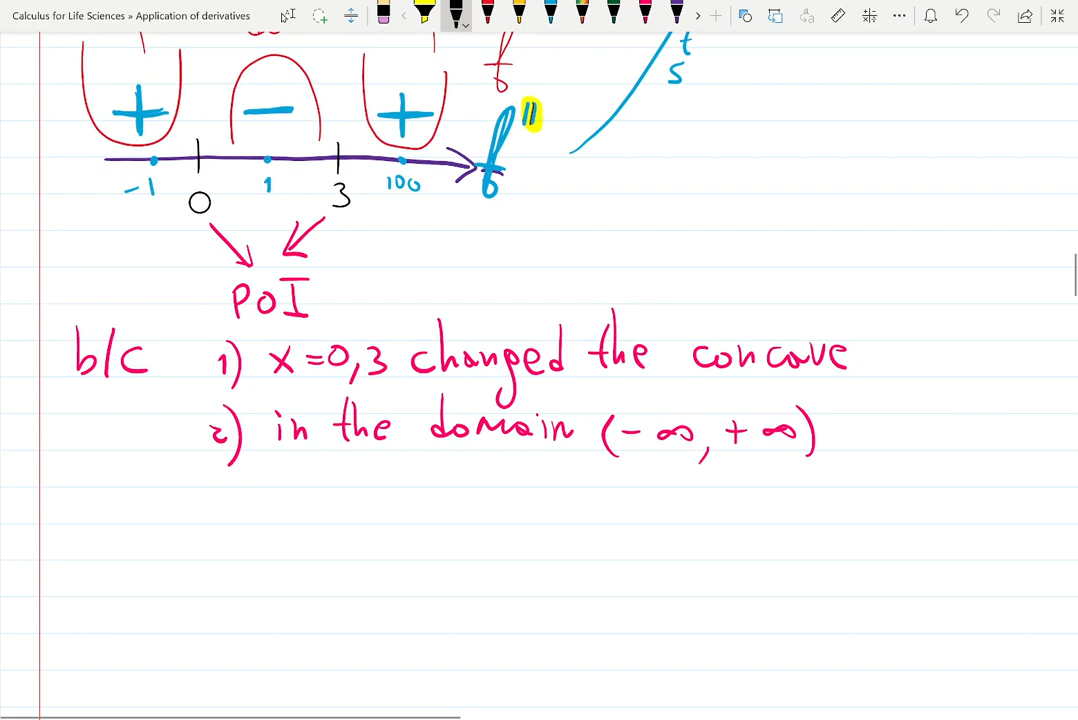 Calculus for Life Sciences » Application of derivatives
t
s
f
+ − + f"
-1 1 100
0 3
POI
b/c 1) x=0,3 changed the concave
2) in the domain (-∞, +∞)